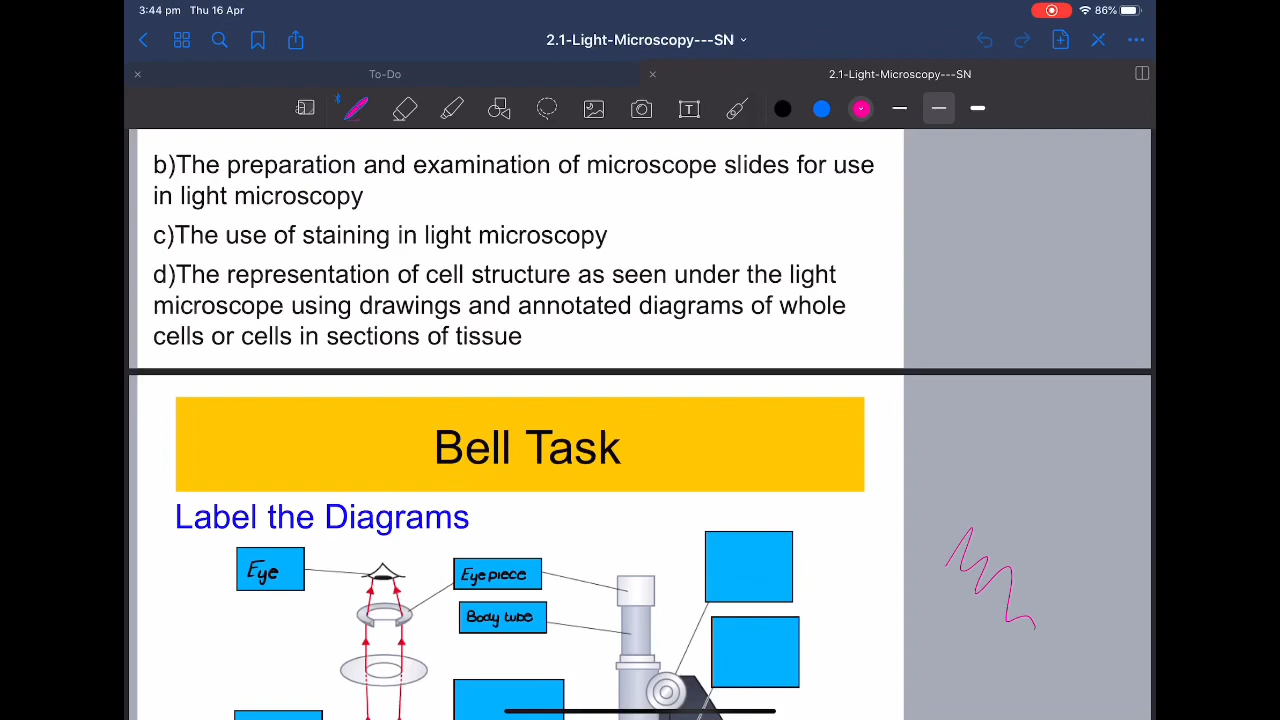 3:44 pm Thu 16 Apr
86%
2.1-Light-Microscopy---SN
To-Do
2.1-Light-Microscopy---SN
T
b)The preparation and examination of microscope slides for use
in light microscopy
c)The use of staining in light microscopy
d)The representation of cell structure as seen under the light
microscope using drawings and annotated diagrams of whole
cells or cells in sections of tissue
Bell Task
Label the Diagrams
Eye
Eye piece
Body tube